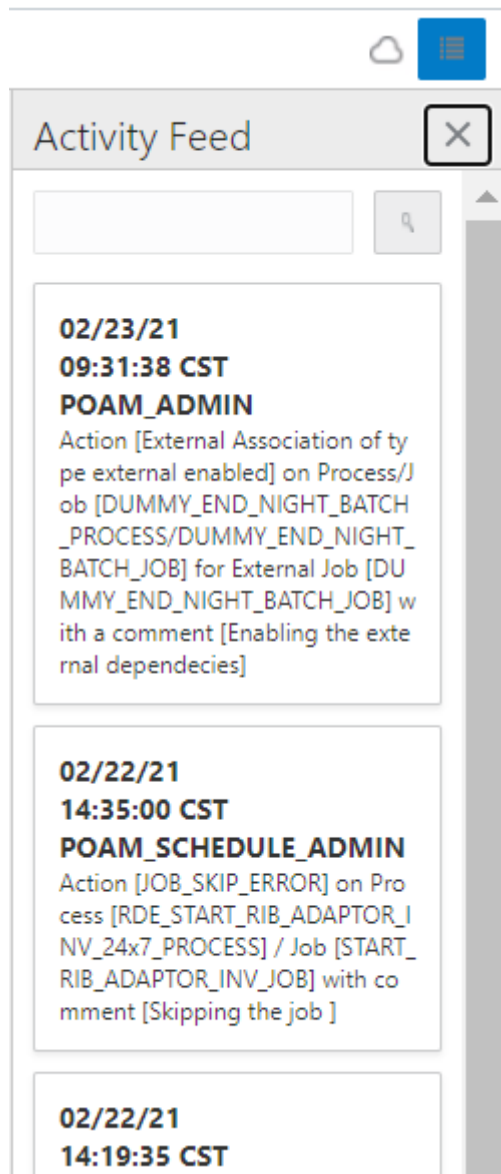 Activity Feed
02/23/21
09:31:38 CST
POAM_ADMIN
Action [External Association of ty
pe external enabled] on Process/J
ob [DUMMY_END_NIGHT_BATCH
_PROCESS/DUMMY_END_NIGHT_
BATCH_JOB] for External Job [DU
MMY_END_NIGHT_BATCH_JOB] w
ith a comment [Enabling the exte
rnal dependecies]
02/22/21
14:35:00 CST
POAM_SCHEDULE_ADMIN
Action [JOB_SKIP_ERROR] on Pro
cess [RDE_START_RIB_ADAPTOR_I
NV_24x7_PROCESS] / Job [START_
RIB_ADAPTOR_INV_JOB] with co
mment [Skipping the job ]
02/22/21
14:19:35 CST